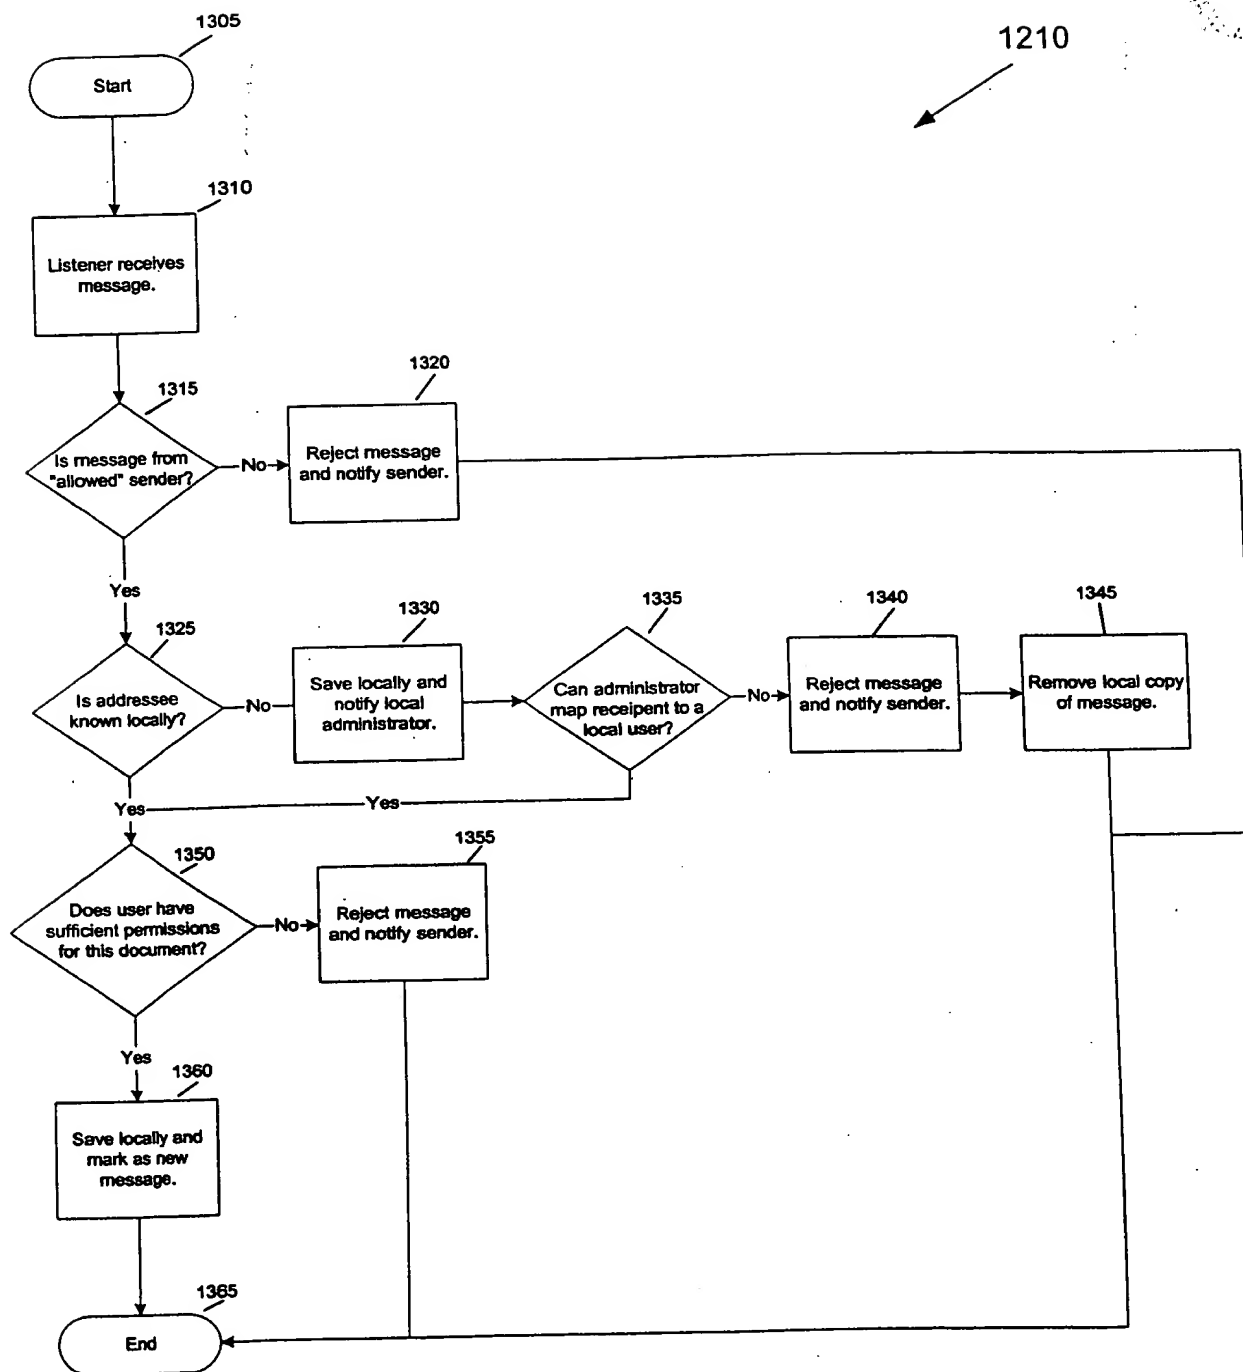 1305
1210
Start
1310
Listener receives
message.
1315
1320
Is message from
"allowed" sender?
No
Reject message
and notify sender.
Yes
1325
1330
1335
1340
1345
Is addressee
known locally?
No
Save locally and
notify local
administrator.
Can administrator
map receipent to a
local user?
No
Reject message
and notify sender.
Remove local copy
of message.
Yes
Yes
1350
1355
Does user have
sufficient permissions
for this document?
No
Reject message
and notify sender.
Yes
1360
Save locally and
mark as new
message.
1365
End